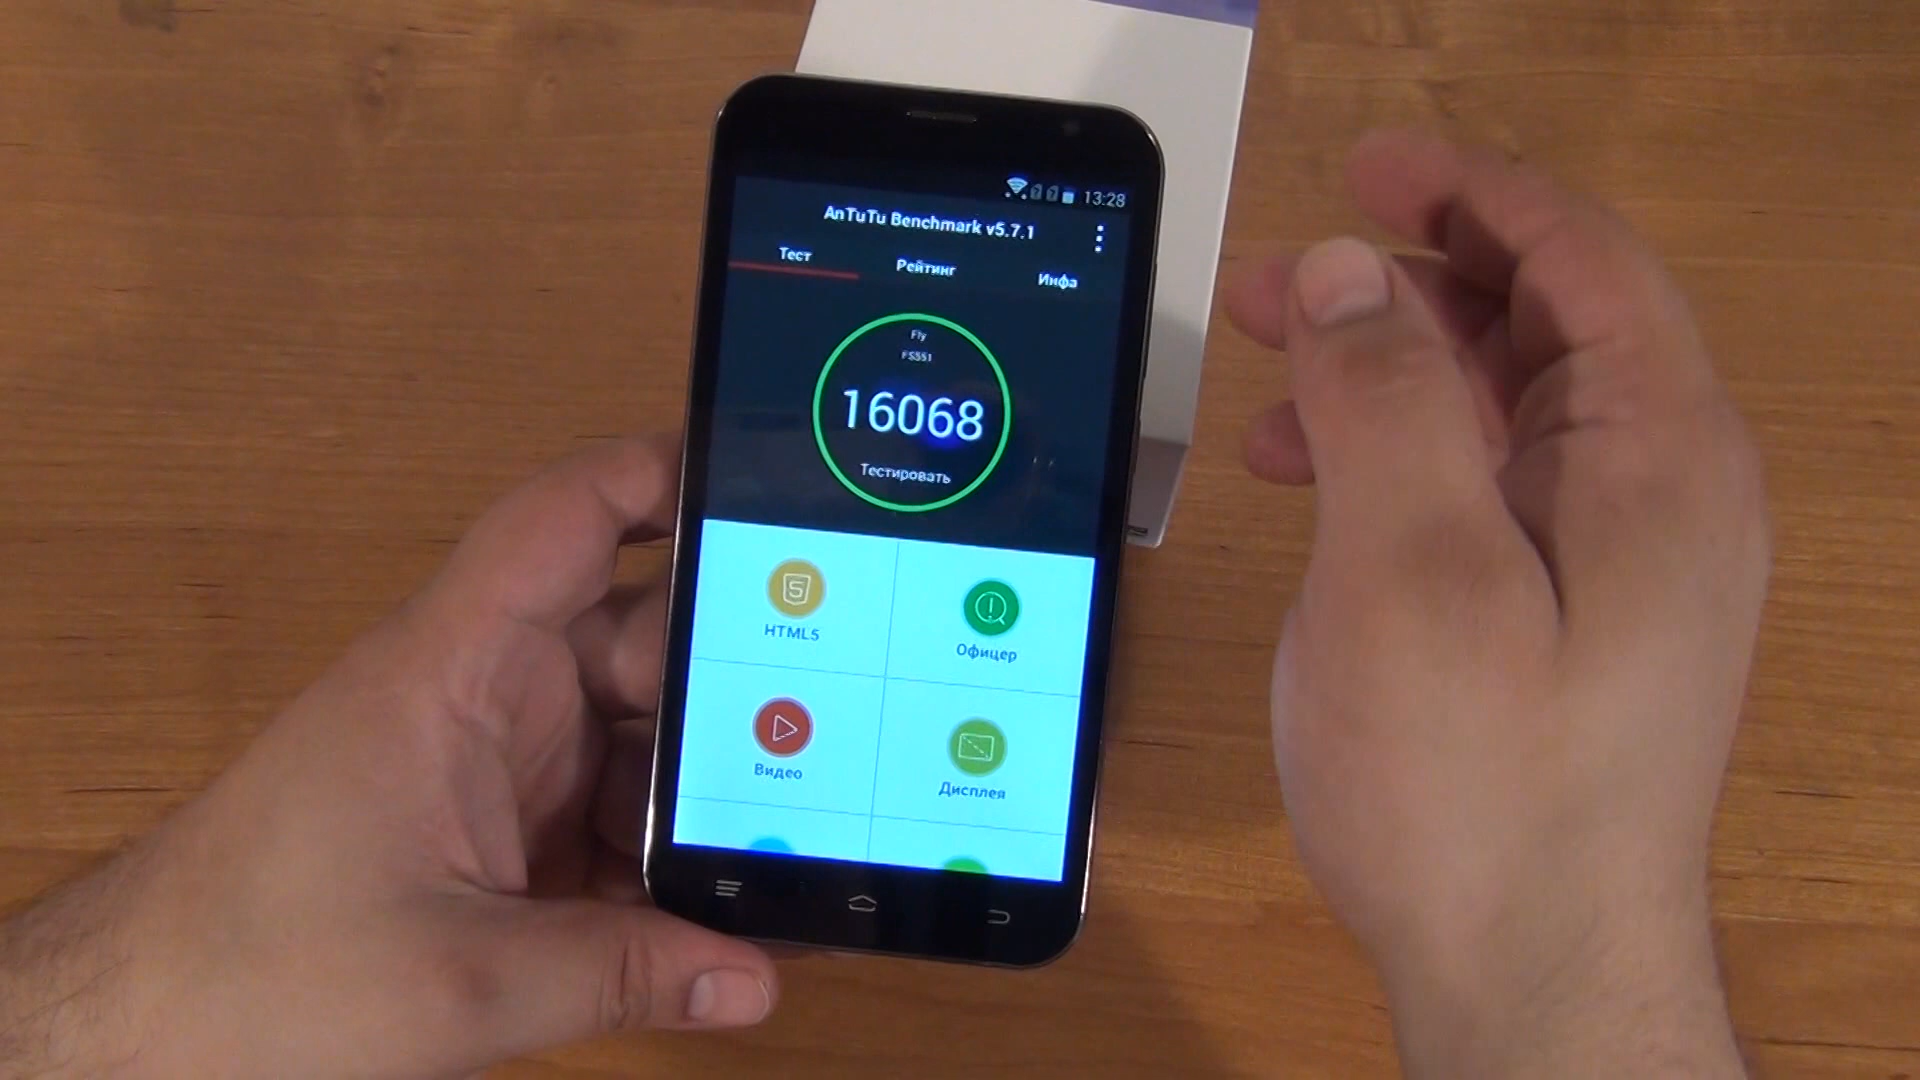 13:28
AnTuTu Benchmark v5.7.1
Тест Рейтинг Инфа
Fly
FS551
16068
Тестировать
HTML5 Офицер
Видео Дисплея